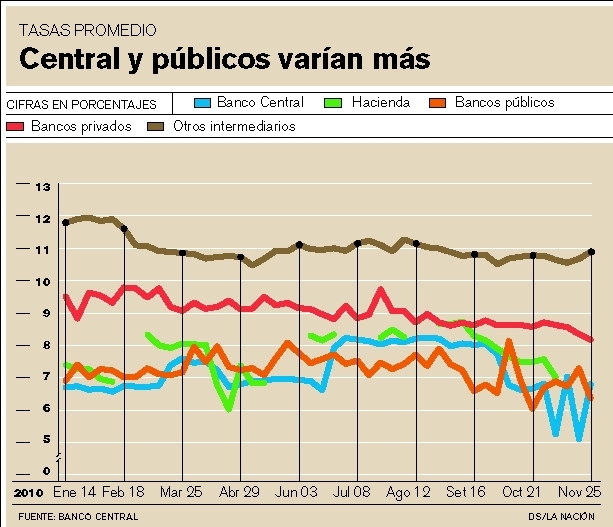 TASAS PROMEDIO
Central y públicos varían más
CIFRAS EN PORCENTAJES Banco Central Hacienda Bancos públicos
Bancos privados Otros intermediarios
13
12
11
10
9
8
7
6
5
0
2010 Ene 14 Feb 18 Mar 25 Abr 29 Jun 03 Jul 08 Ago 12 Set 16 Oct 21 Nov 25
FUENTE: BANCO CENTRAL DS/LA NACIÓN